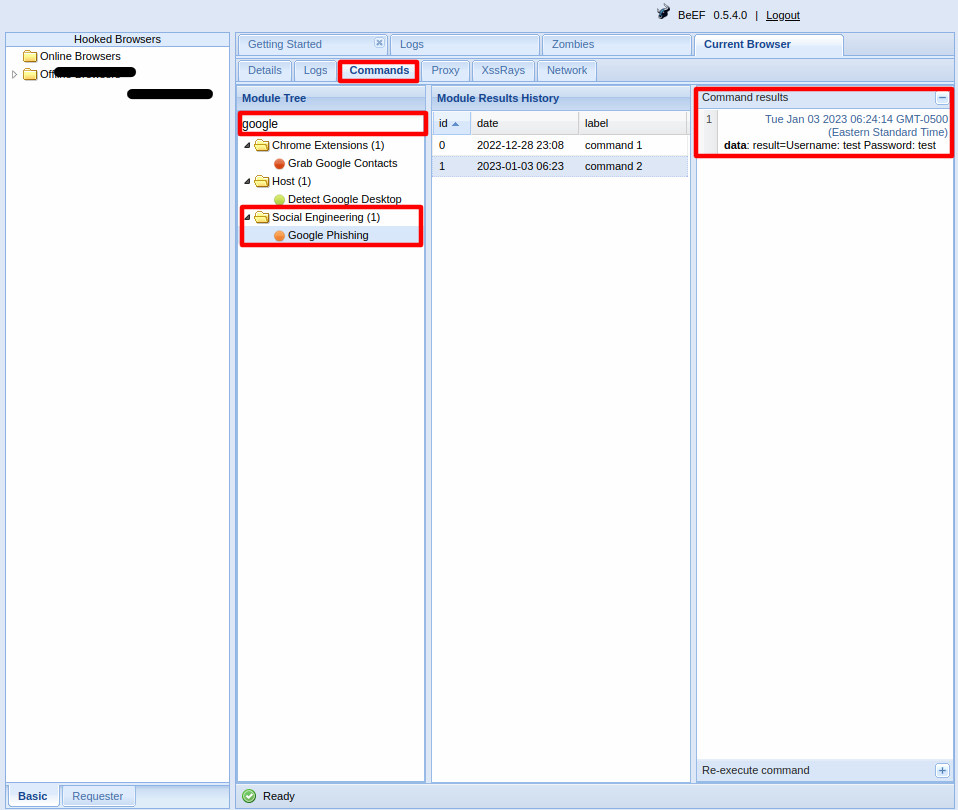 BeEF 0.5.4.0 | Logout
Hooked Browsers
Online Browsers
Getting Started
Logs
Zombies
Current Browser
Details
Logs
Commands
Proxy
XssRays
Network
Module Tree
google
Chrome Extensions (1)
Grab Google Contacts
Host (1)
Detect Google Desktop
Social Engineering (1)
Google Phishing
Module Results History
id date label
0 2022-12-28 23:08 command 1
1 2023-01-03 06:23 command 2
Command results
1 Tue Jan 03 2023 06:24:14 GMT-0500
(Eastern Standard Time)
data: result=Username: test Password: test
Re-execute command
Basic
Requester
Ready